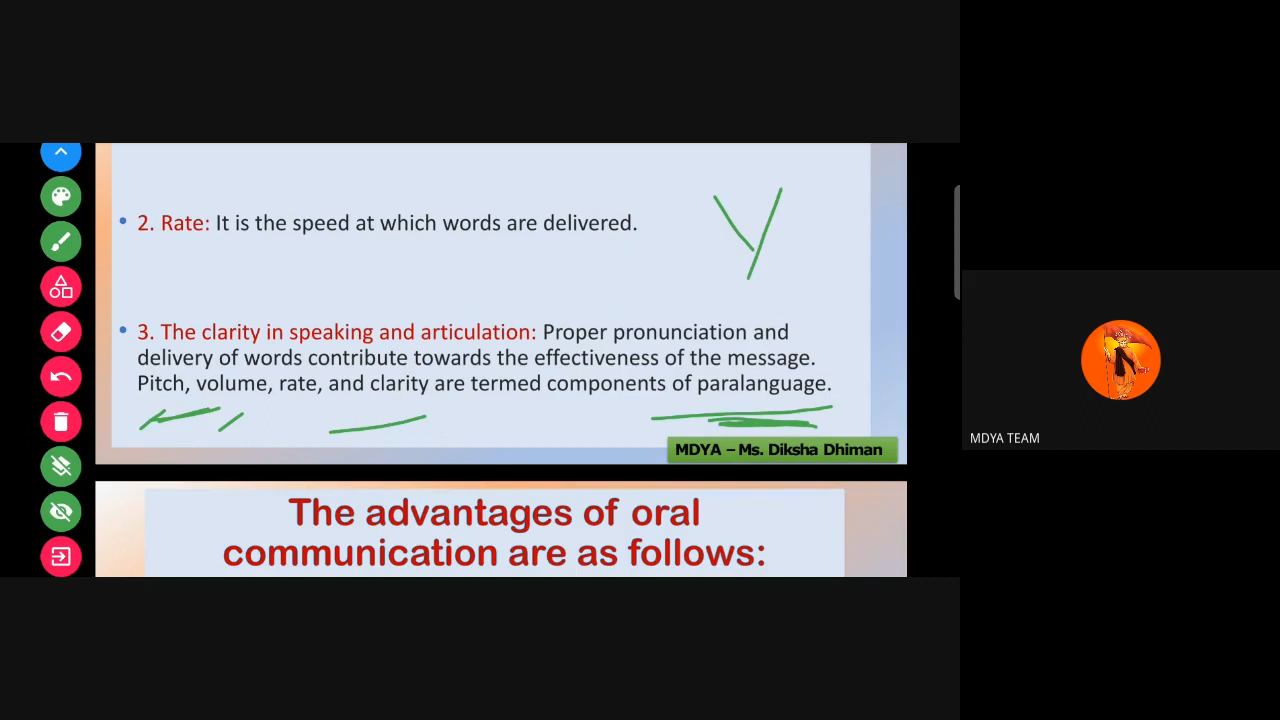 • 2. Rate: It is the speed at which words are delivered.
• 3. The clarity in speaking and articulation: Proper pronunciation and
delivery of words contribute towards the effectiveness of the message.
Pitch, volume, rate, and clarity are termed components of paralanguage.
MDYA – Ms. Diksha Dhiman
The advantages of oral
communication are as follows:
MDYA TEAM